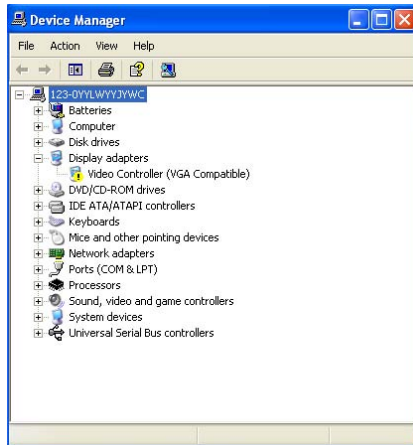 Device Manager
File Action View Help
123-0YYLWYYJYWC
Batteries
Computer
Disk drives
Display adapters
Video Controller (VGA Compatible)
DVD/CD-ROM drives
IDE ATA/ATAPI controllers
Keyboards
Mice and other pointing devices
Network adapters
Ports (COM & LPT)
Processors
Sound, video and game controllers
System devices
Universal Serial Bus controllers